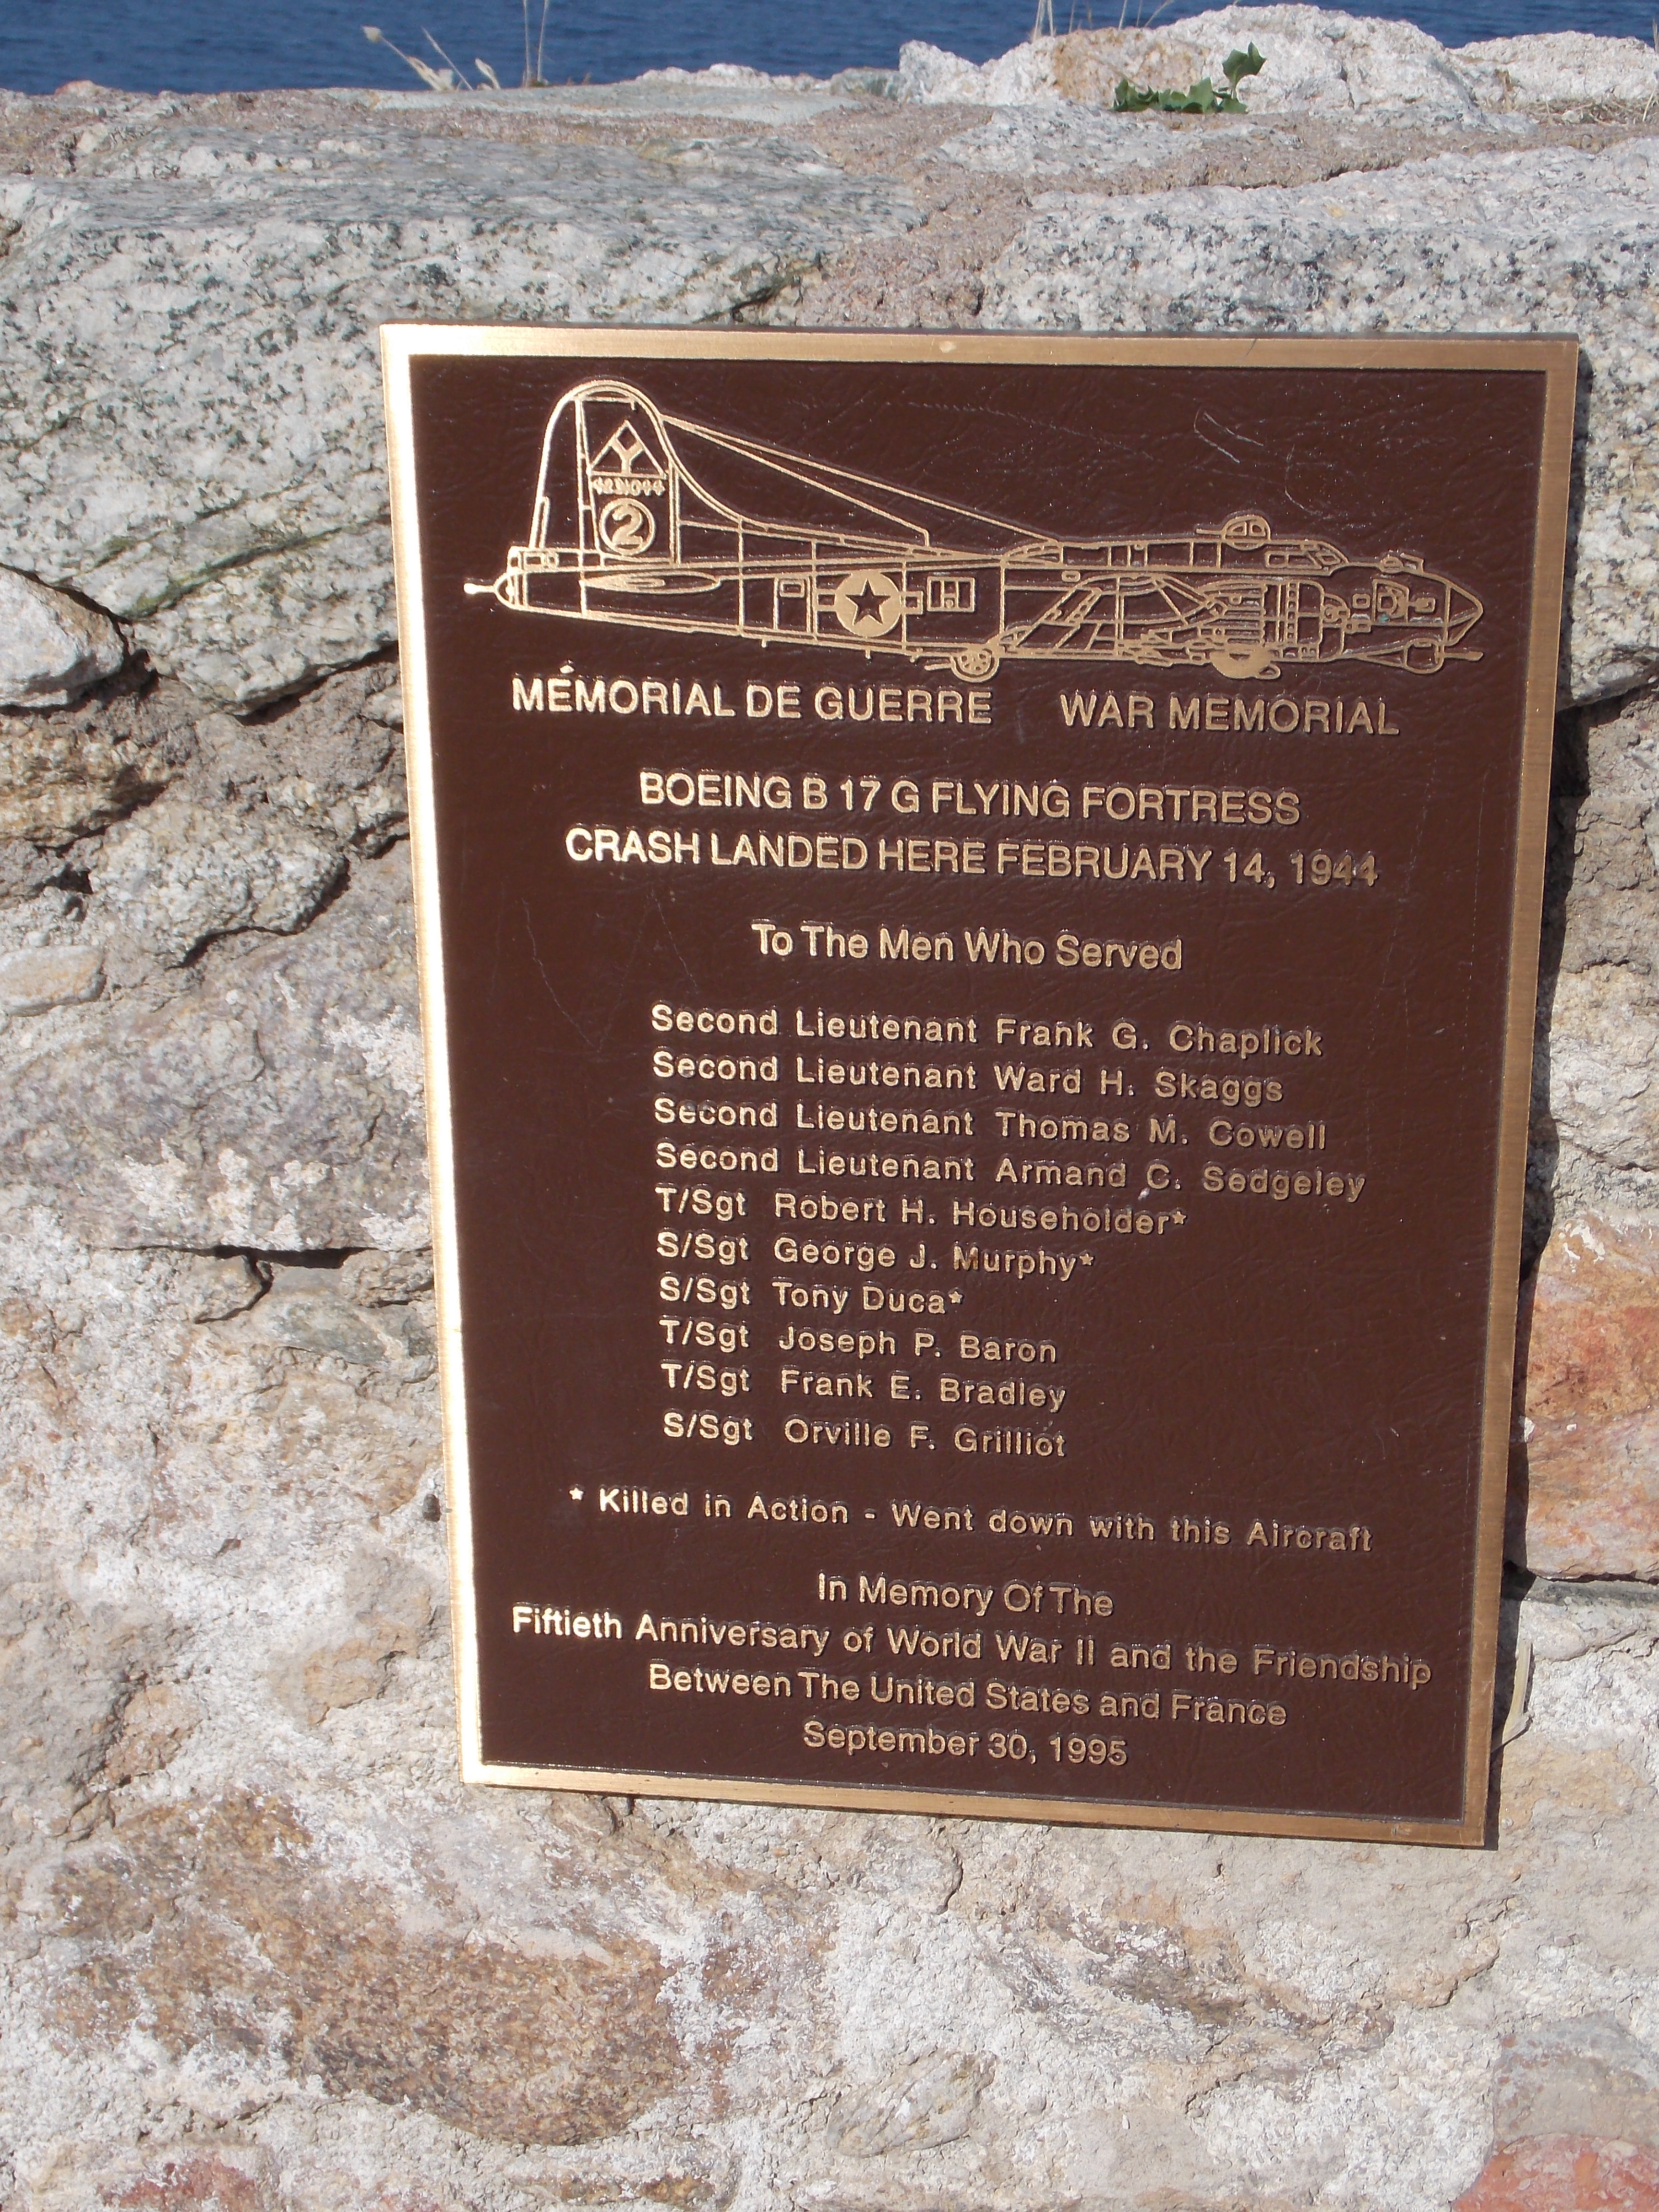 Y
4231044
2
MÉMORIAL DE GUERRE WAR MEMORIAL
BOEING B 17 G FLYING FORTRESS
CRASH LANDED HERE FEBRUARY 14, 1944
To The Men Who Served
Second Lieutenant Frank G. Chaplick
Second Lieutenant Ward H. Skaggs
Second Lieutenant Thomas M. Cowell
Second Lieutenant Armand C. Sedgeley
T/Sgt Robert H. Householder*
S/Sgt George J. Murphy*
S/Sgt Tony Duca*
T/Sgt Joseph P. Baron
T/Sgt Frank E. Bradley
S/Sgt Orville F. Grilliot
* Killed in Action - Went down with this Aircraft
In Memory Of The
Fiftieth Anniversary of World War II and the Friendship
Between The United States and France
September 30, 1995